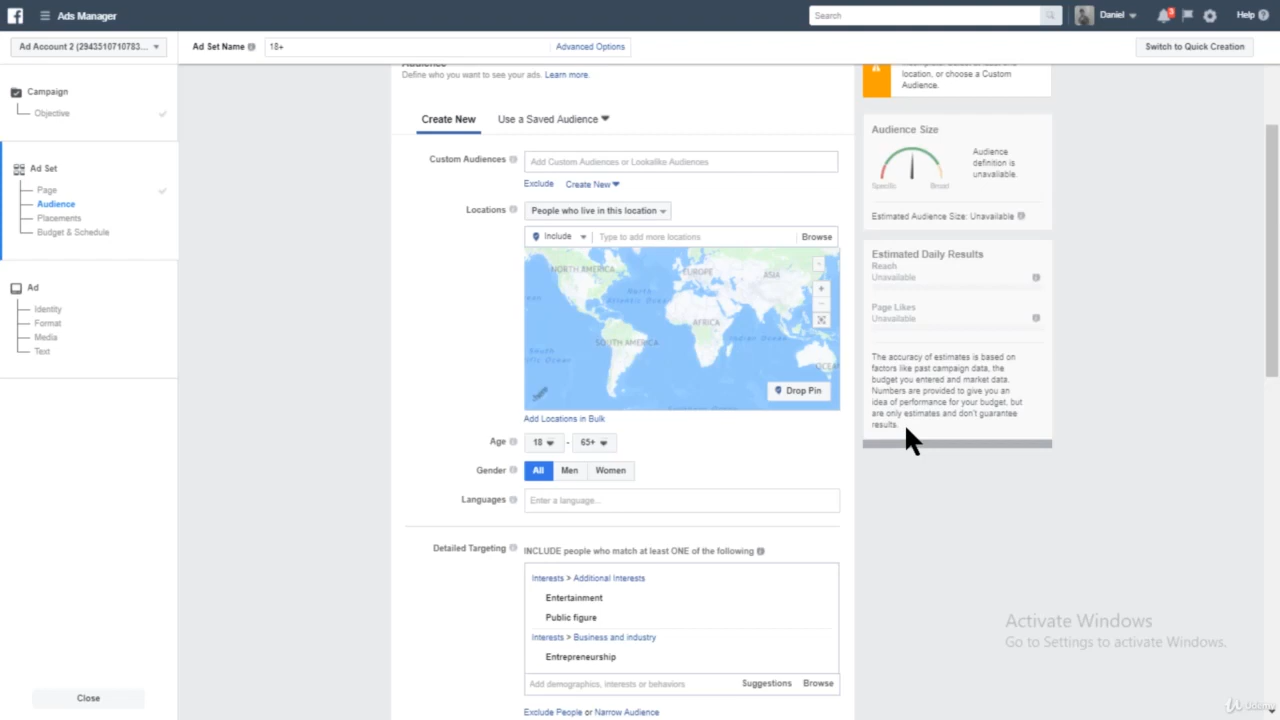 Ads Manager
Search
Daniel
Help
Ad Account 2 (2943510710783...
Ad Set Name
18+
Advanced Options
Switch to Quick Creation
Campaign
Objective
Ad Set
Page
Audience
Placements
Budget & Schedule
Ad
Identity
Format
Media
Text
Close
Audience
Define who you want to see your ads. Learn more.
Create New
Use a Saved Audience
Custom Audiences
Add Custom Audiences or Lookalike Audiences
Exclude
Create New
Locations
People who live in this location
Include
Type to add more locations
Browse
NORTH AMERICA
EUROPE
ASIA
North
Atlantic Ocean
AFRICA
SOUTH AMERICA
Indian Ocean
South
Drop Pin
Add Locations in Bulk
Age
18
-
65+
Gender
All
Men
Women
Languages
Enter a language...
Detailed Targeting
INCLUDE people who match at least ONE of the following
Interests > Additional Interests
Entertainment
Public figure
Interests > Business and industry
Entrepreneurship
Add demographics, interests or behaviors
Suggestions
Browse
Exclude People or Narrow Audience
location, or choose a Custom
Audience.
Audience Size
Specific
Broad
Audience
definition is
unavailable.
Estimated Audience Size: Unavailable
Estimated Daily Results
Reach
Unavailable
Page Likes
Unavailable
The accuracy of estimates is based on
factors like past campaign data, the
budget you entered and market data.
Numbers are provided to give you an
idea of performance for your budget, but
are only estimates and don't guarantee
results.
Activate Windows
Go to Settings to activate Windows.
Udemy